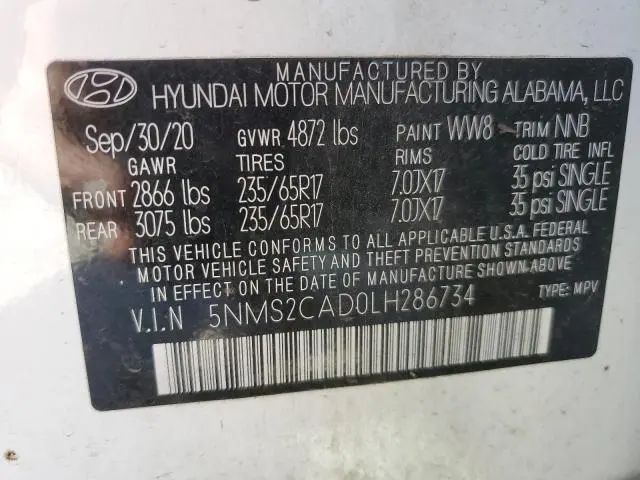 MANUFACTURED BY
HYUNDAI MOTOR MANUFACTURING ALABAMA, LLC
Sep/30/20 GVWR 4872 lbs PAINT WW8 TRIM NNB
GAWR TIRES RIMS COLD TIRE INFL
FRONT 2866 lbs 235/65R17 7.0JX17 35 psi SINGLE
REAR 3075 lbs 235/65R17 7.0JX17 35 psi SINGLE
THIS VEHICLE CONFORMS TO ALL APPLICABLE U.S.A. FEDERAL
MOTOR VEHICLE SAFETY AND THEFT PREVENTION STANDARDS
IN EFFECT ON THE DATE OF MANUFACTURE SHOWN ABOVE.
V.I.N 5NMS2CAD0LH286734 TYPE: MPV